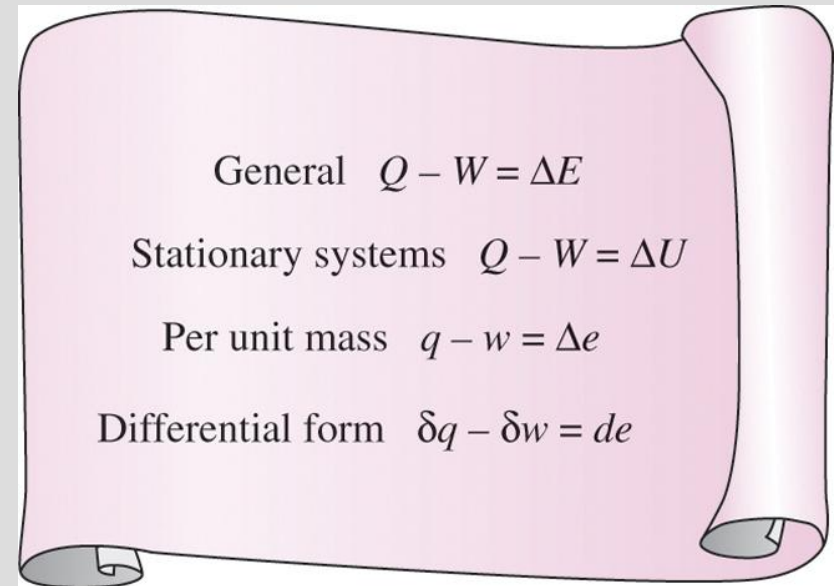 General Q – W = ΔE
Stationary systems Q – W = ΔU
Per unit mass q – w = Δe
Differential form δq – δw = de